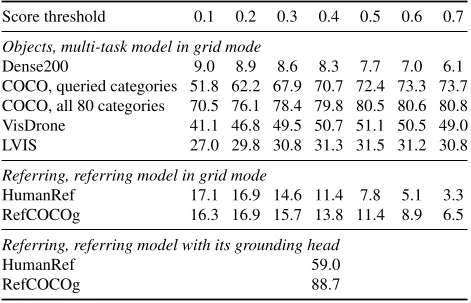 Score threshold 0.1 0.2 0.3 0.4 0.5 0.6 0.7
Objects, multi-task model in grid mode
Dense200 9.0 8.9 8.6 8.3 7.7 7.0 6.1
COCO, queried categories 51.8 62.2 67.9 70.7 72.4 73.3 73.7
COCO, all 80 categories 70.5 76.1 78.4 79.8 80.5 80.6 80.8
VisDrone 41.1 46.8 49.5 50.7 51.1 50.5 49.0
LVIS 27.0 29.8 30.8 31.3 31.5 31.2 30.8
Referring, referring model in grid mode
HumanRef 17.1 16.9 14.6 11.4 7.8 5.1 3.3
RefCOCOg 16.3 16.9 15.7 13.8 11.4 8.9 6.5
Referring, referring model with its grounding head
HumanRef 59.0
RefCOCOg 88.7